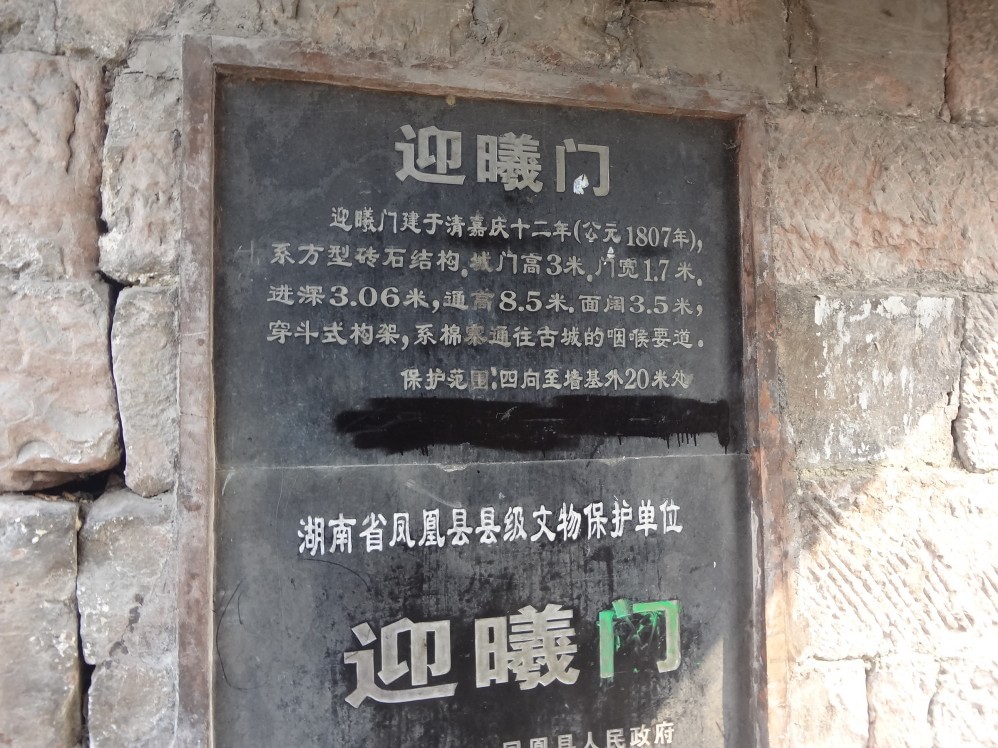 迎曦门
迎曦门建于清嘉庆十二年(公元1807年),
系方型砖石结构.城门高3米.门宽1.7米.
进深3.06米,通高8.5米.面阔3.5米,
穿斗式构架,系棉寨通往古城的咽喉要道.
保护范围:四向至墙基外20米处
湖南省凤凰县县级文物保护单位
迎曦门
凤凰县人民政府